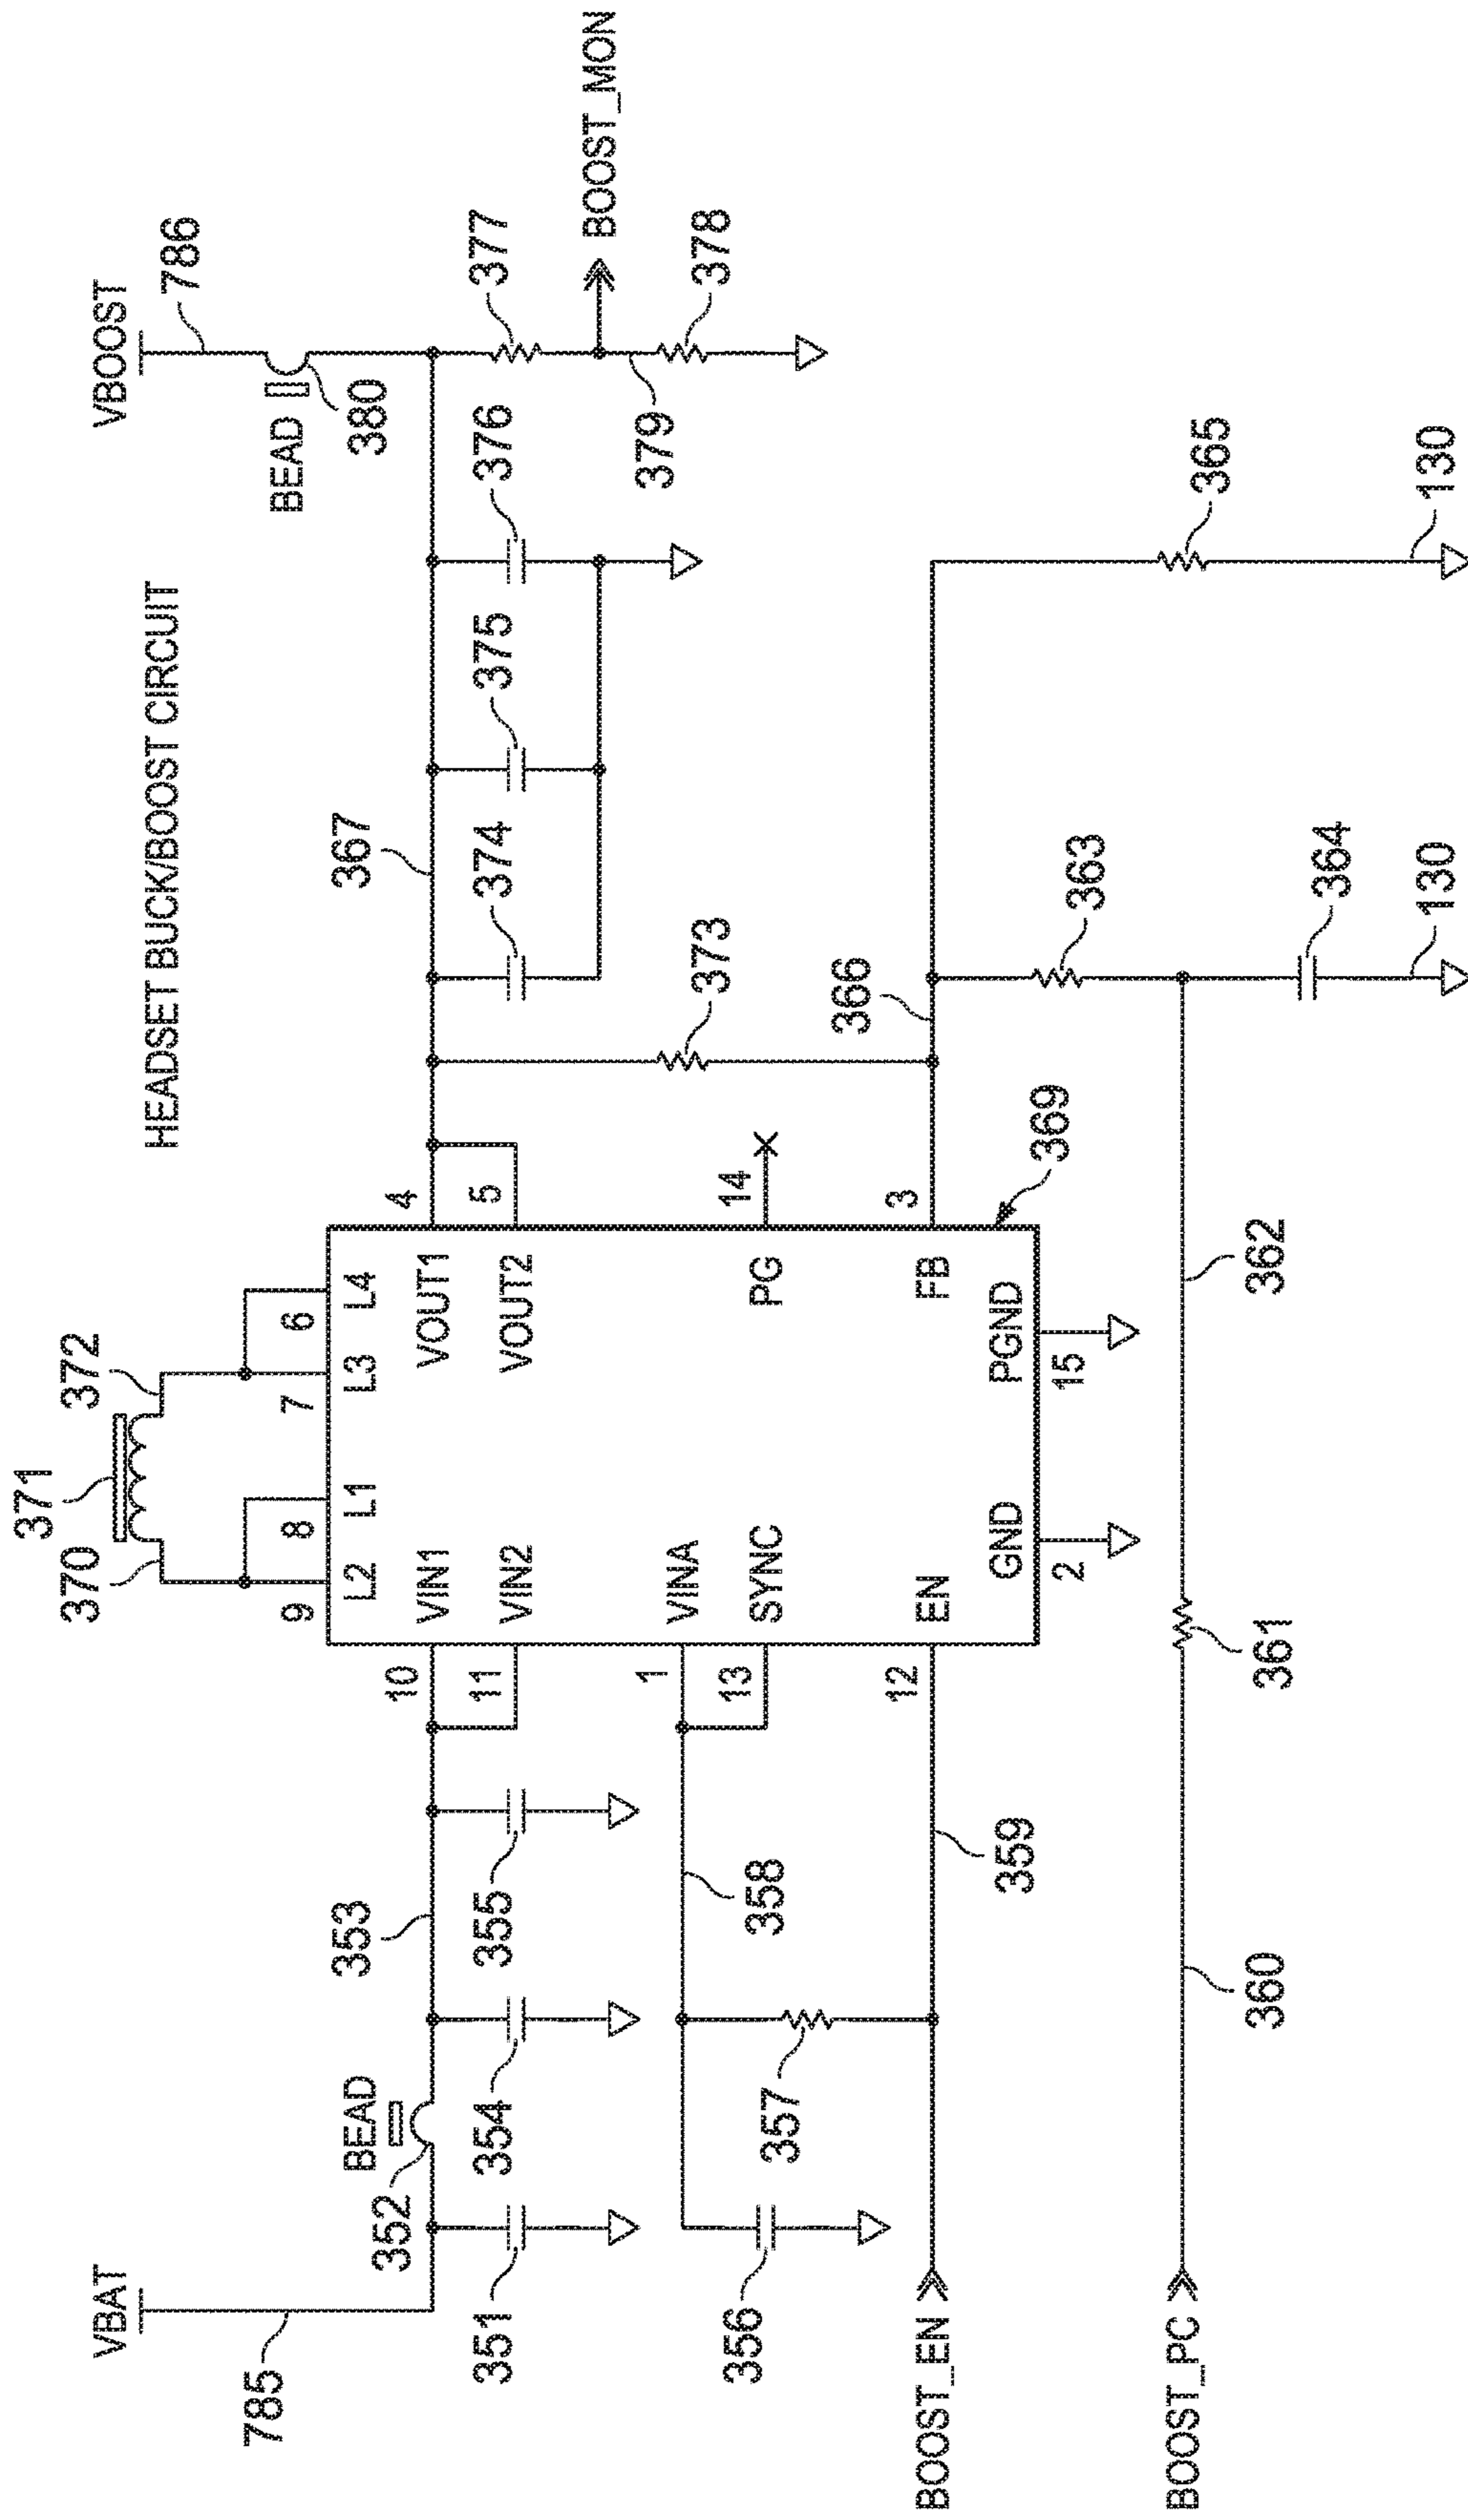 HEADSET BUCK/BOOST CIRCUIT
VBAT
785
351
352
BEAD
353
354
355
10
11
VIN1
VIN2
370
371
372
9
8
7
6
L2
L1
L3
L4
VOUT1
VOUT2
4
5
367
373
374
375
376
BEAD
380
VBOOST
786
377
BOOST_MON
379
378
356
357
358
1
13
VINA
SYNC
PG
14
BOOST_EN
359
12
EN
FB
3
366
GND
2
PGND
15
369
BOOST_PC
360
361
362
363
364
130
365
130